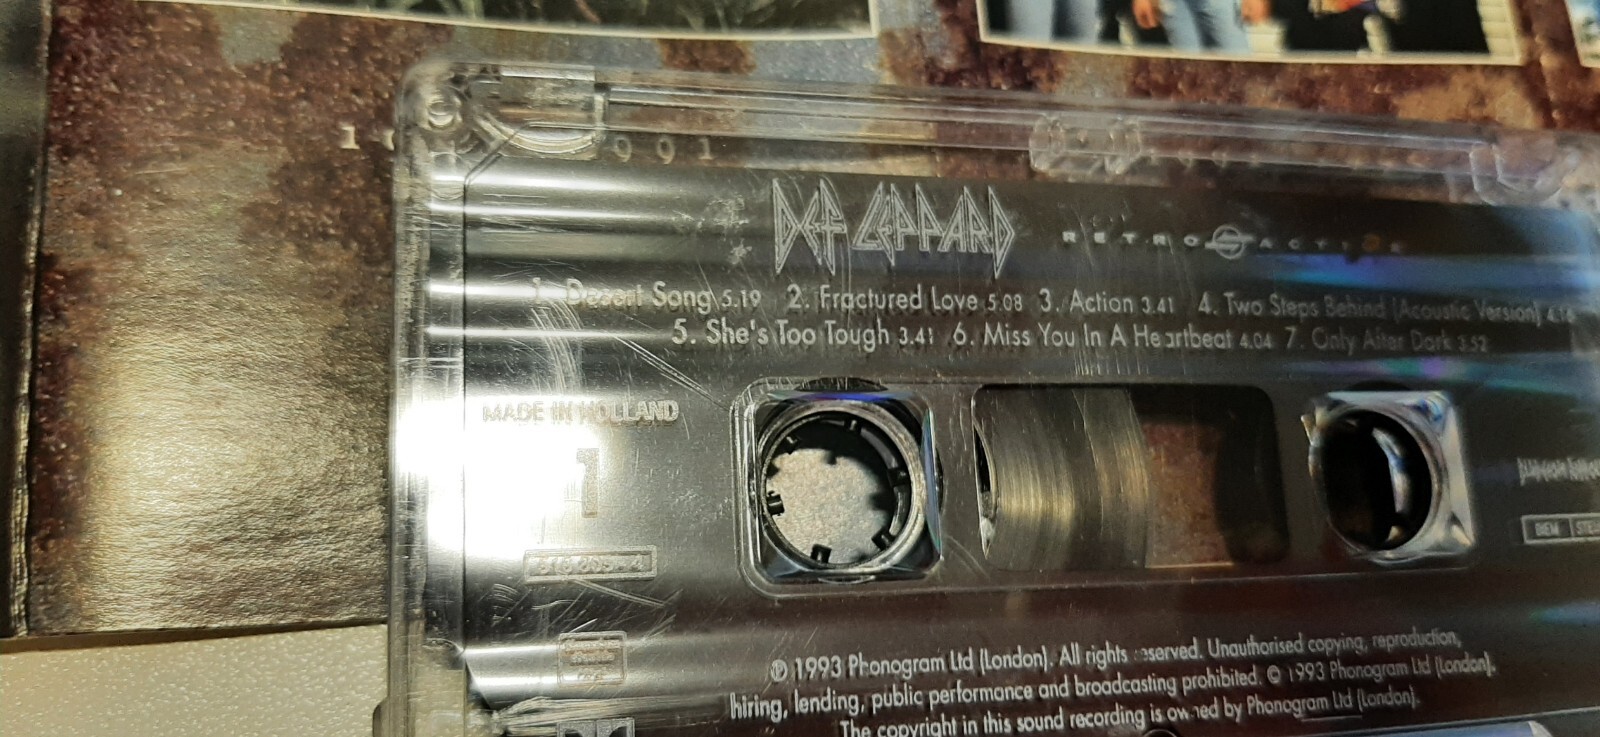 1991
DEF LEPPARD RETRO ACTIVE
1. Desert Song 5.19 2. Fractured Love 5.08 3. Action 3.41 4. Two Steps Behind (Acoustic Version)
5. She's Too Tough 3.41 6. Miss You In A Heartbeat 4.04 7. Only After Dark 3.52
MADE IN HOLLAND
1
BIEM
℗ 1993 Phonogram Ltd (London). All rights reserved. Unauthorised copying, reproduction,
hiring, lending, public performance and broadcasting prohibited. © 1993 Phonogram Ltd (London).
The copyright in this sound recording is owned by Phonogram Ltd (London).